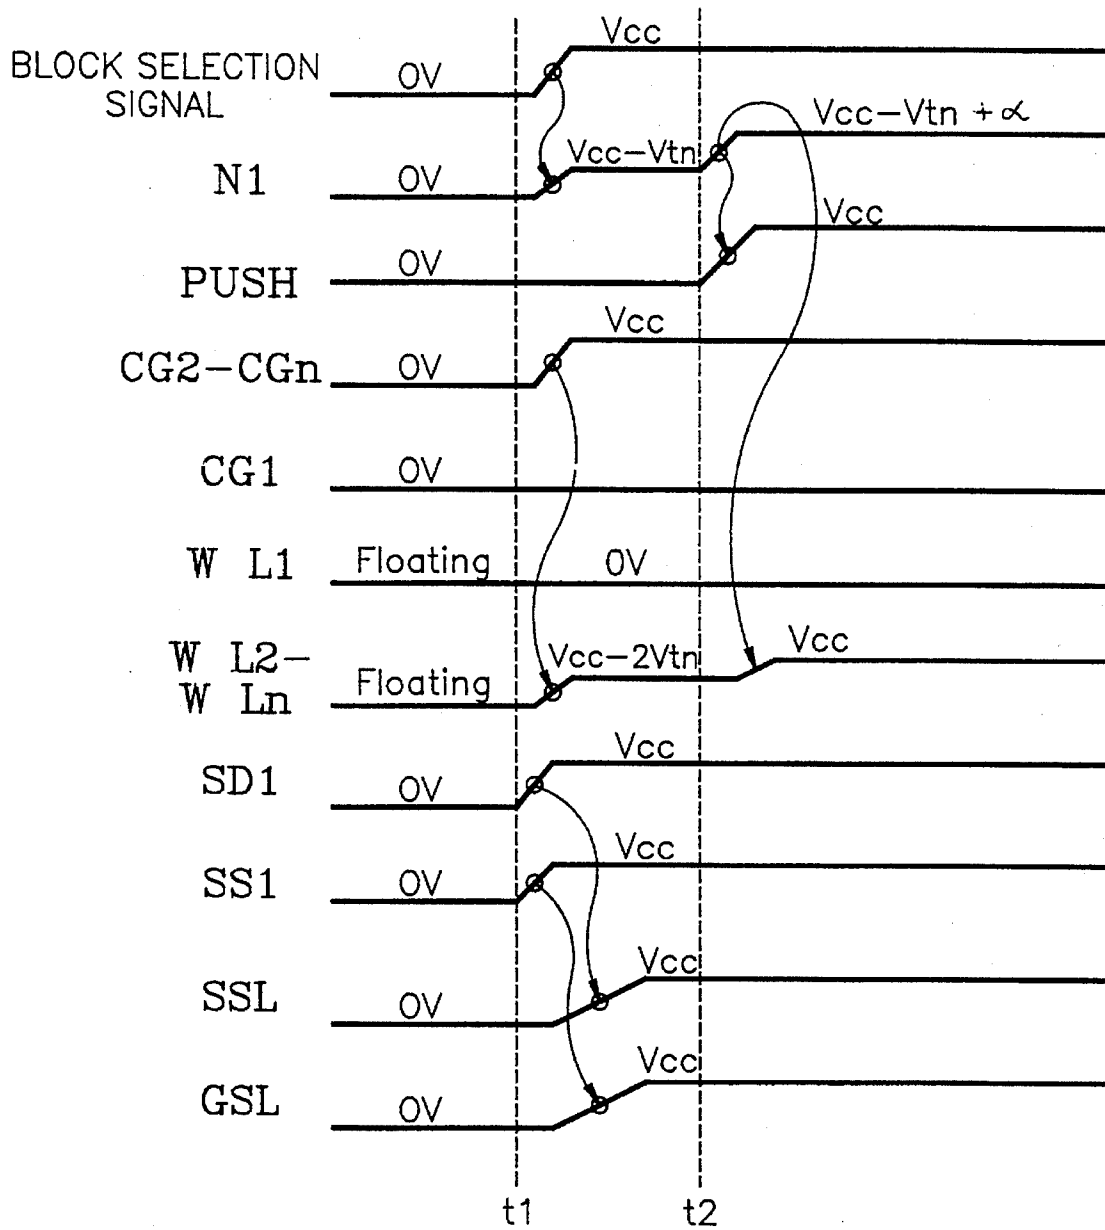 Vcc
BLOCK SELECTION
SIGNAL
0V
Vcc-Vtn +α
N1
0V
Vcc-Vtn
Vcc
PUSH
0V
Vcc
CG2-CGn
0V
CG1
0V
W L1
Floating
0V
W L2-
W Ln
Floating
Vcc-2Vtn
Vcc
SD1
0V
Vcc
SS1
0V
Vcc
SSL
0V
Vcc
GSL
0V
Vcc
t1
t2